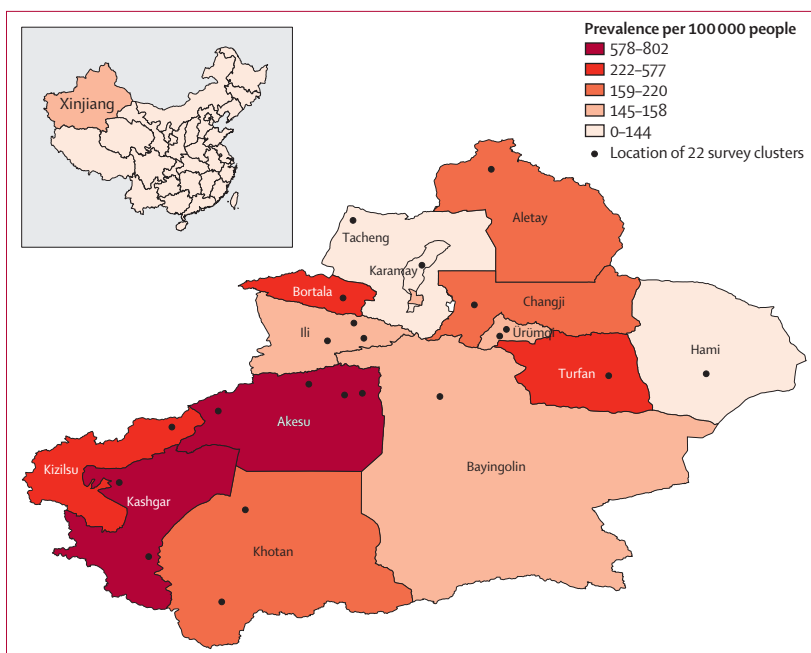 Prevalence per 100 000 people
578–802
222–577
159–220
145–158
0–144
Location of 22 survey clusters
Xinjiang
Aletay
Tacheng
Karamay
Bortala
Changji
Ili
Ürümqi
Hami
Turfan
Akesu
Bayingolin
Kizilsu
Kashgar
Khotan